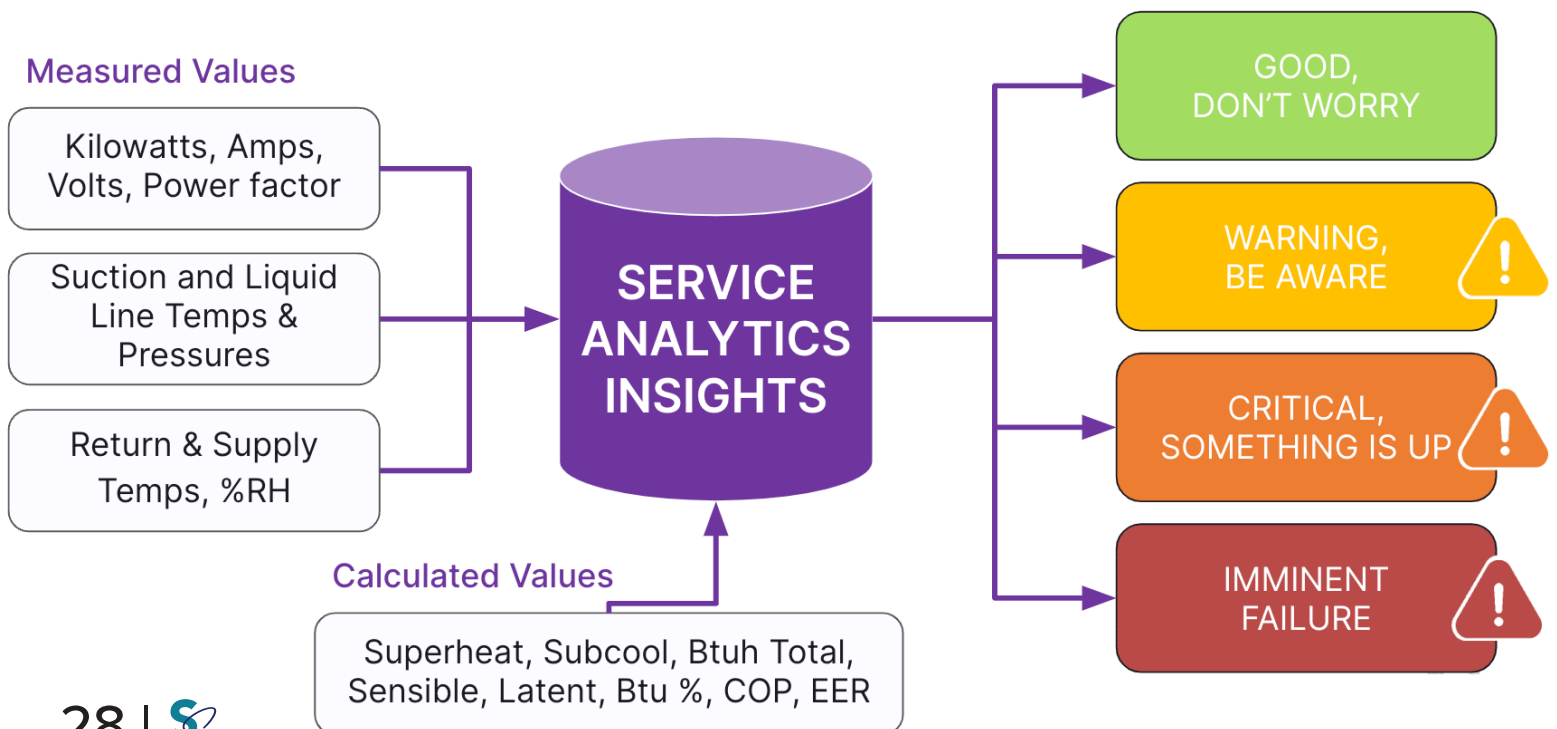 Measured Values
Kilowatts, Amps,
Volts, Power factor
Suction and Liquid
Line Temps &
Pressures
Return & Supply
Temps, %RH
SERVICE
ANALYTICS
INSIGHTS
Calculated Values
Superheat, Subcool, Btuh Total,
Sensible, Latent, Btu %, COP, EER
GOOD,
DON'T WORRY
WARNING,
BE AWARE
!
CRITICAL,
SOMETHING IS UP
!
IMMINENT
FAILURE
!
28 | S